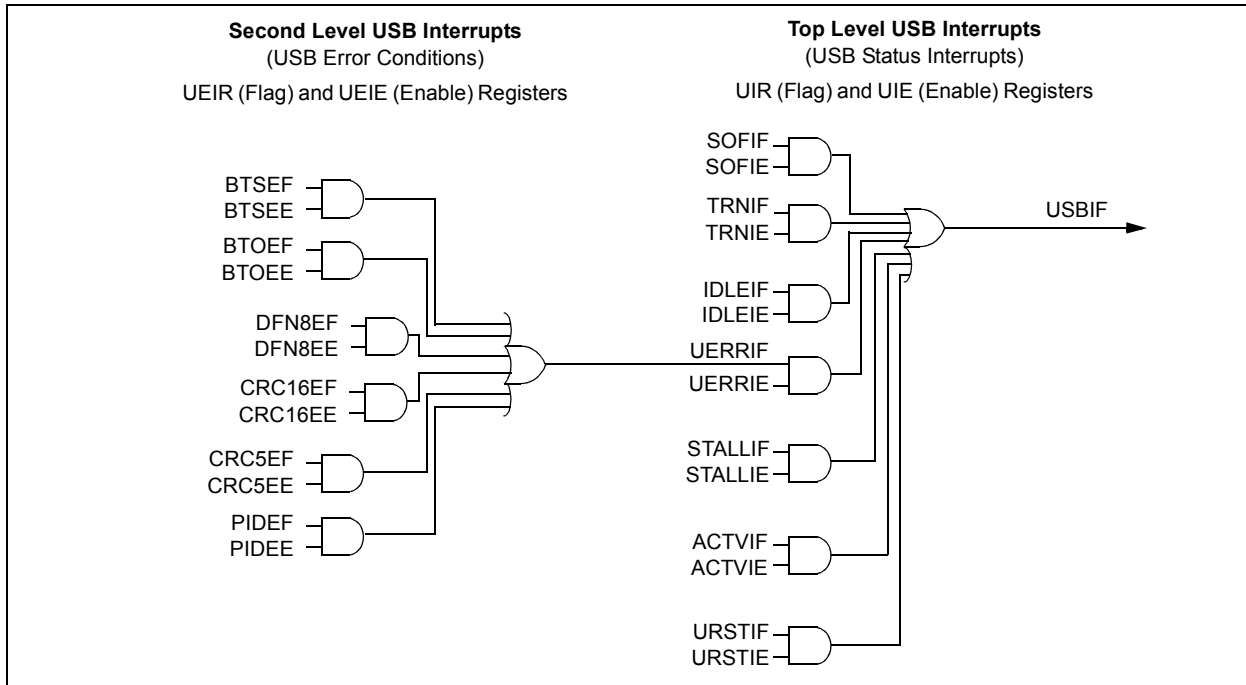 Second Level USB Interrupts
(USB Error Conditions)
UEIR (Flag) and UEIE (Enable) Registers
Top Level USB Interrupts
(USB Status Interrupts)
UIR (Flag) and UIE (Enable) Registers
BTSEF
BTSEE
BTOEF
BTOEE
DFN8EF
DFN8EE
CRC16EF
CRC16EE
CRC5EF
CRC5EE
PIDEF
PIDEE
SOFIF
SOFIE
TRNIF
TRNIE
IDLEIF
IDLEIE
UERRIF
UERRIE
STALLIF
STALLIE
ACTVIF
ACTVIE
URSTIF
URSTIE
USBIF